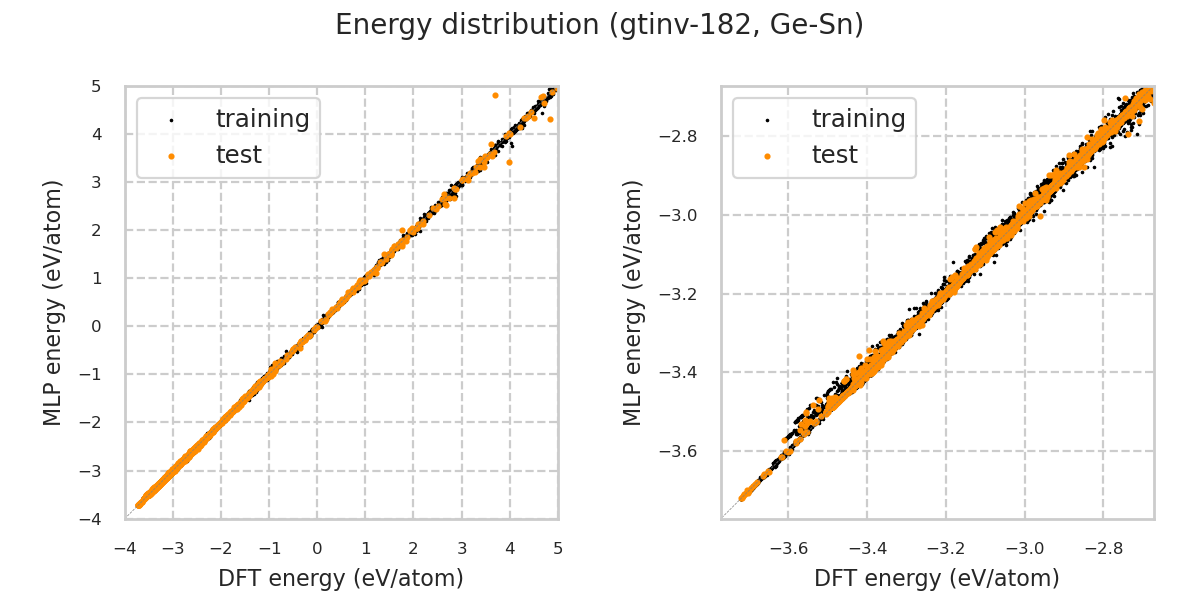 Energy distribution (gtinv-182, Ge-Sn)
training
test
5
4
3
2
1
0
−1
−2
−3
−4
MLP energy (eV/atom)
−4 −3 −2 −1 0 1 2 3 4 5
DFT energy (eV/atom)
training
test
−2.8
−3.0
−3.2
−3.4
−3.6
MLP energy (eV/atom)
−3.6 −3.4 −3.2 −3.0 −2.8
DFT energy (eV/atom)